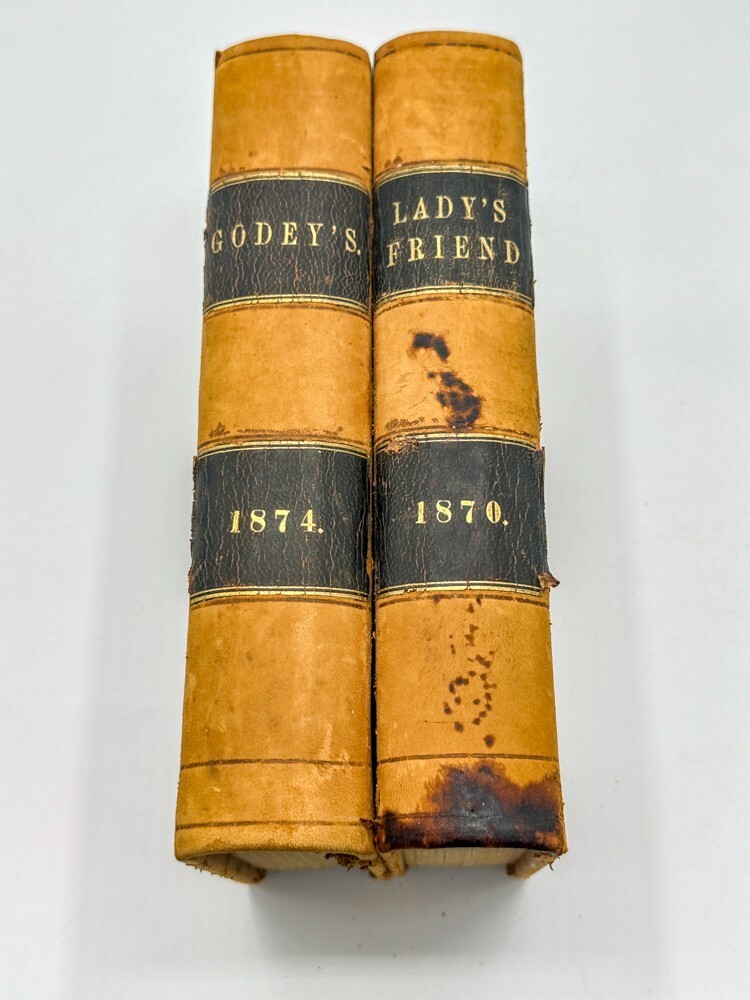 GODEY'S.
1874.
LADY'S
FRIEND
1870.